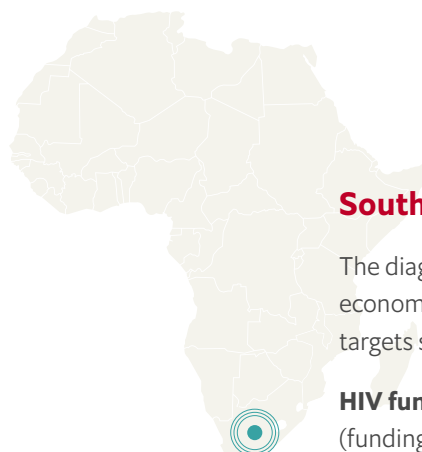 South
The diag
econom
targets s
HIV fun
(funding